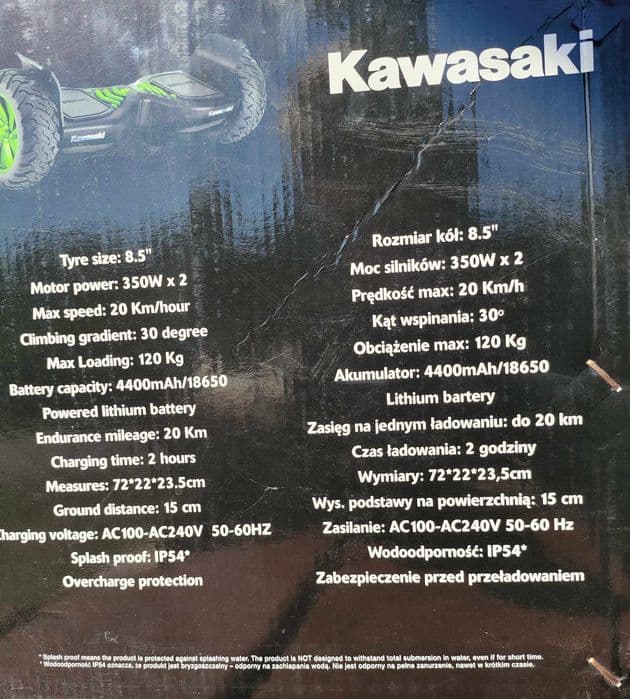 Kawasaki
Kawasaki
Tyre size: 8.5"
Motor power: 350W x 2
Max speed: 20 Km/hour
Climbing gradient: 30 degree
Max Loading: 120 Kg
Battery capacity: 4400mAh/18650
Powered lithium battery
Endurance mileage: 20 Km
Charging time: 2 hours
Measures: 72*22*23.5cm
Ground distance: 15 cm
harging voltage: AC100-AC240V 50-60HZ
Splash proof: IP54*
Overcharge protection
Rozmiar kół: 8.5"
Moc silników: 350W x 2
Prędkość max: 20 Km/h
Kąt wspinania: 30º
Obciążenie max: 120 Kg
Akumulator: 4400mAh/18650
Lithium bartery
Zasięg na jednym ładowaniu: do 20 km
Czas ładowania: 2 godziny
Wymiary: 72*22*23,5cm
Wys. podstawy na powierzchnią: 15 cm
Zasilanie: AC100-AC240V 50-60 Hz
Wodoodporność: IP54*
Zabezpieczenie przed przeładowaniem
* Splash proof means the product is protected against splashing water. The product is NOT designed to withstand total submersion in water, even if for short time.
* Wodoodporność IP54 oznacza, że produkt jest bryzgoszczelny - odporny na zachlapania wodą. Nie jest odporny na pełne zanurzenie, nawet w krótkim czasie.